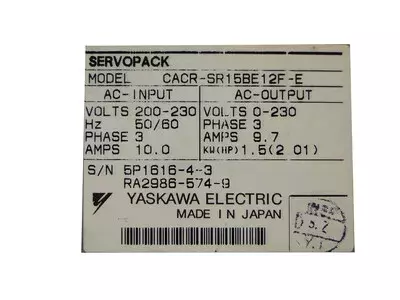 SERVOPACK
MODEL CACR-SR15BE12F-E
AC-INPUT AC-OUTPUT
VOLTS 200-230 VOLTS 0-230
Hz 50/60 PHASE 3
PHASE 3 AMPS 9.7
AMPS 10.0 KW(HP) 1.5(2 01)
S/N 5P1616-4-3
RA2986-574-9
YASKAWA ELECTRIC
MADE IN JAPAN